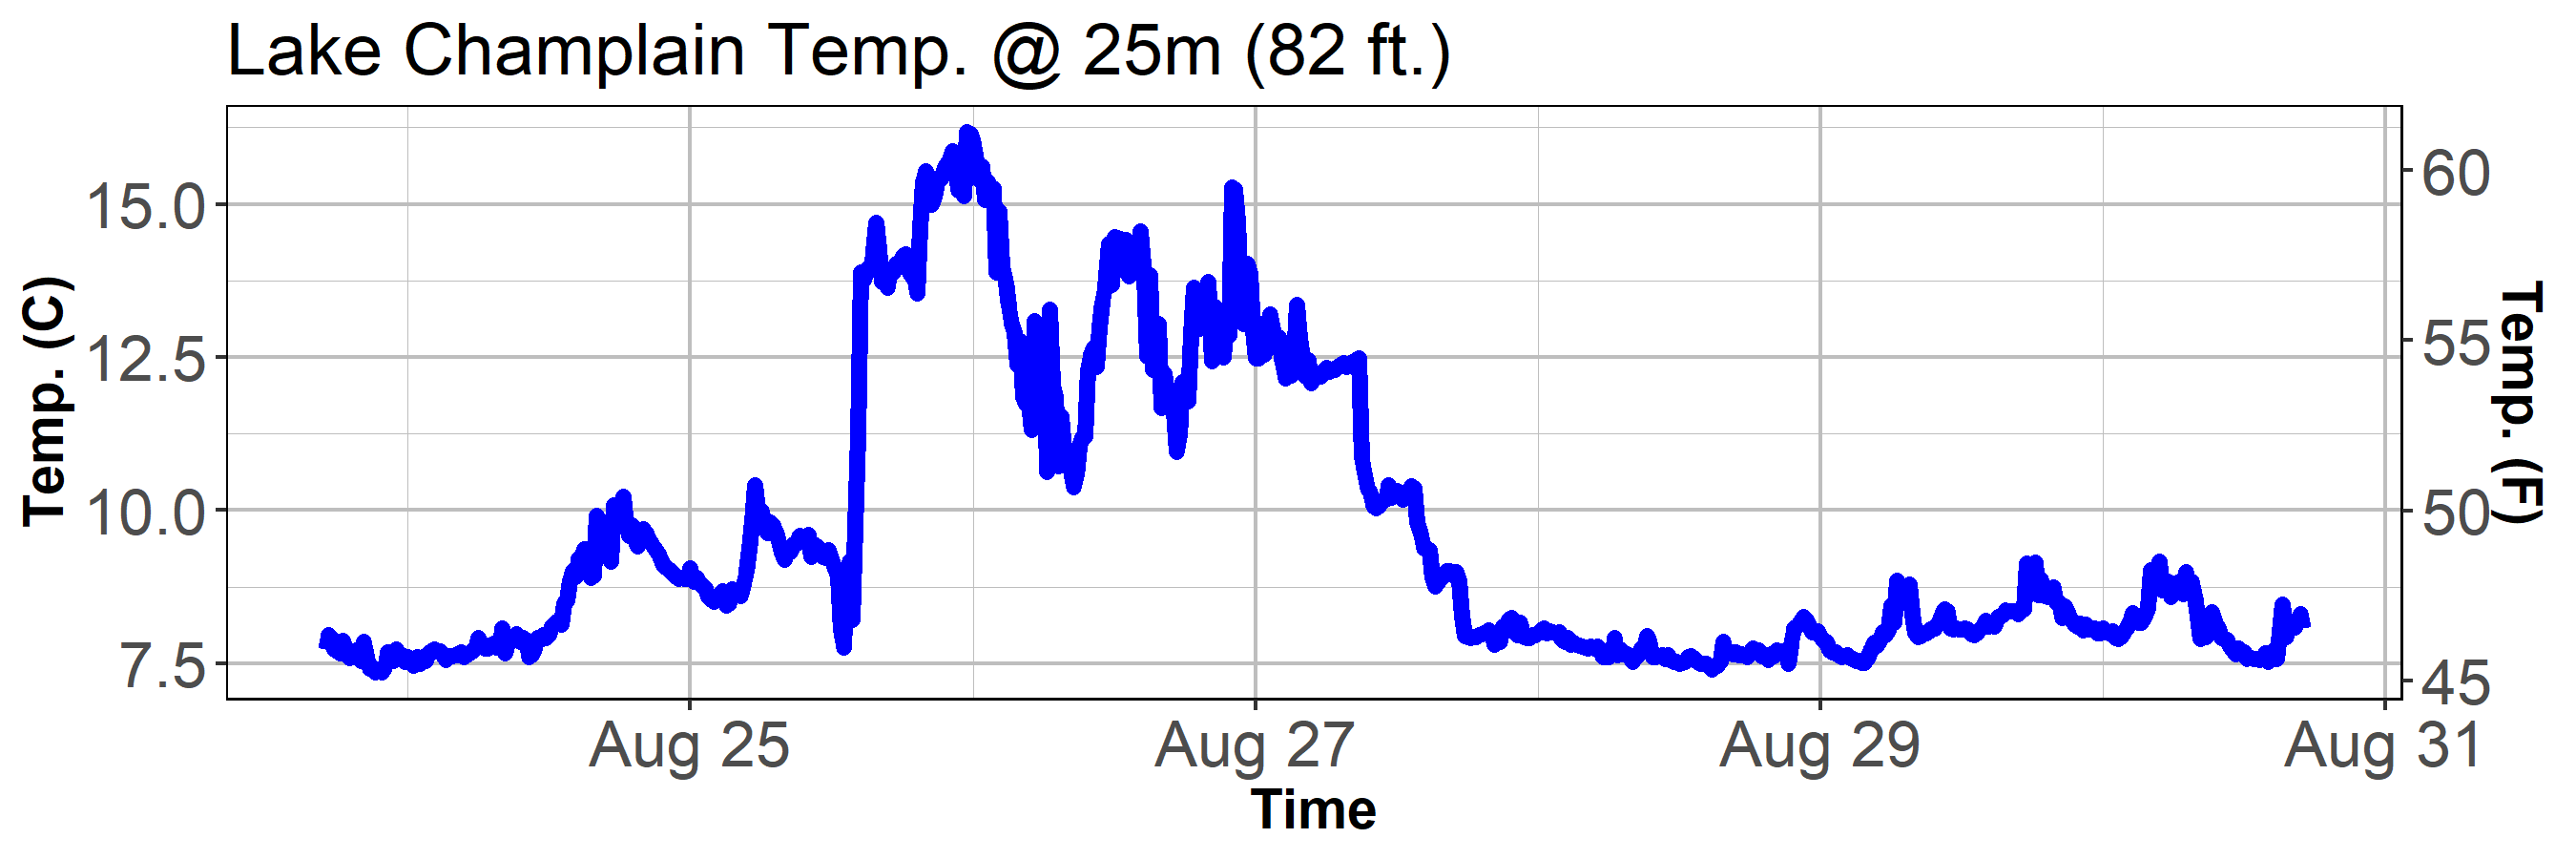 Lake Champlain Temp. @ 25m (82 ft.)
Temp. (C)
15.0
12.5
10.0
7.5
60
55
50
45
Temp. (F)
Aug 25 Aug 27 Aug 29 Aug 31
Time